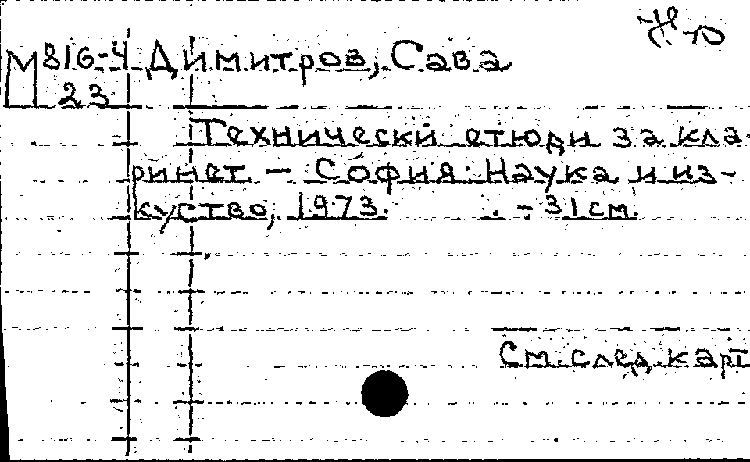 М816-4 Димитров, Сава
23
Технически етюди за кла-
ринет. – София: Наука и из-
куство, 1973. . – 31 см.
См. след. карт